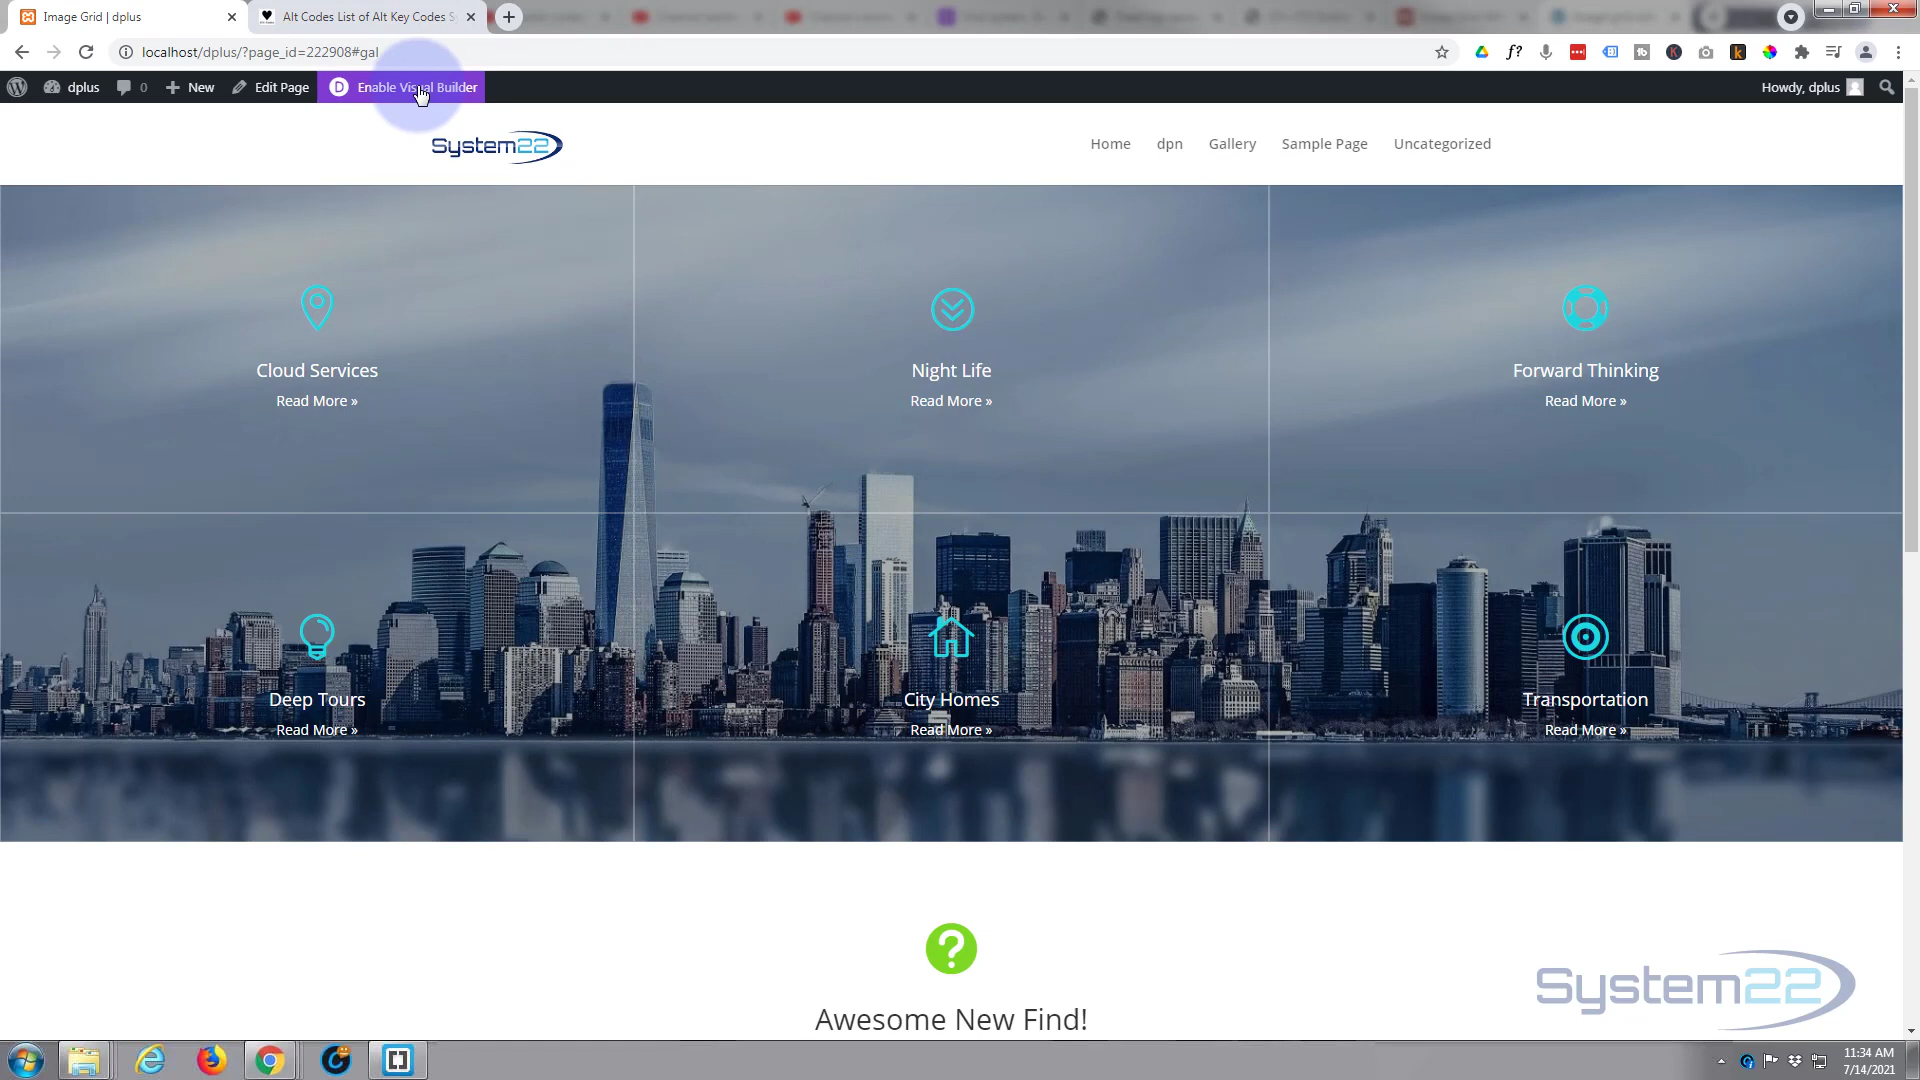 Image Grid | dplus
Alt Codes List of Alt Key Codes S
localhost/dplus/?page_id=222908#gal
dplus
0
New
Edit Page
D
Enable Visual Builder
Howdy, dplus
System22
Home
dpn
Gallery
Sample Page
Uncategorized
Cloud Services
Read More »
Night Life
Read More »
Forward Thinking
Read More »
Deep Tours
Read More »
City Homes
Read More »
Transportation
Read More »
Awesome New Find!
System22
11:34 AM
7/14/2021